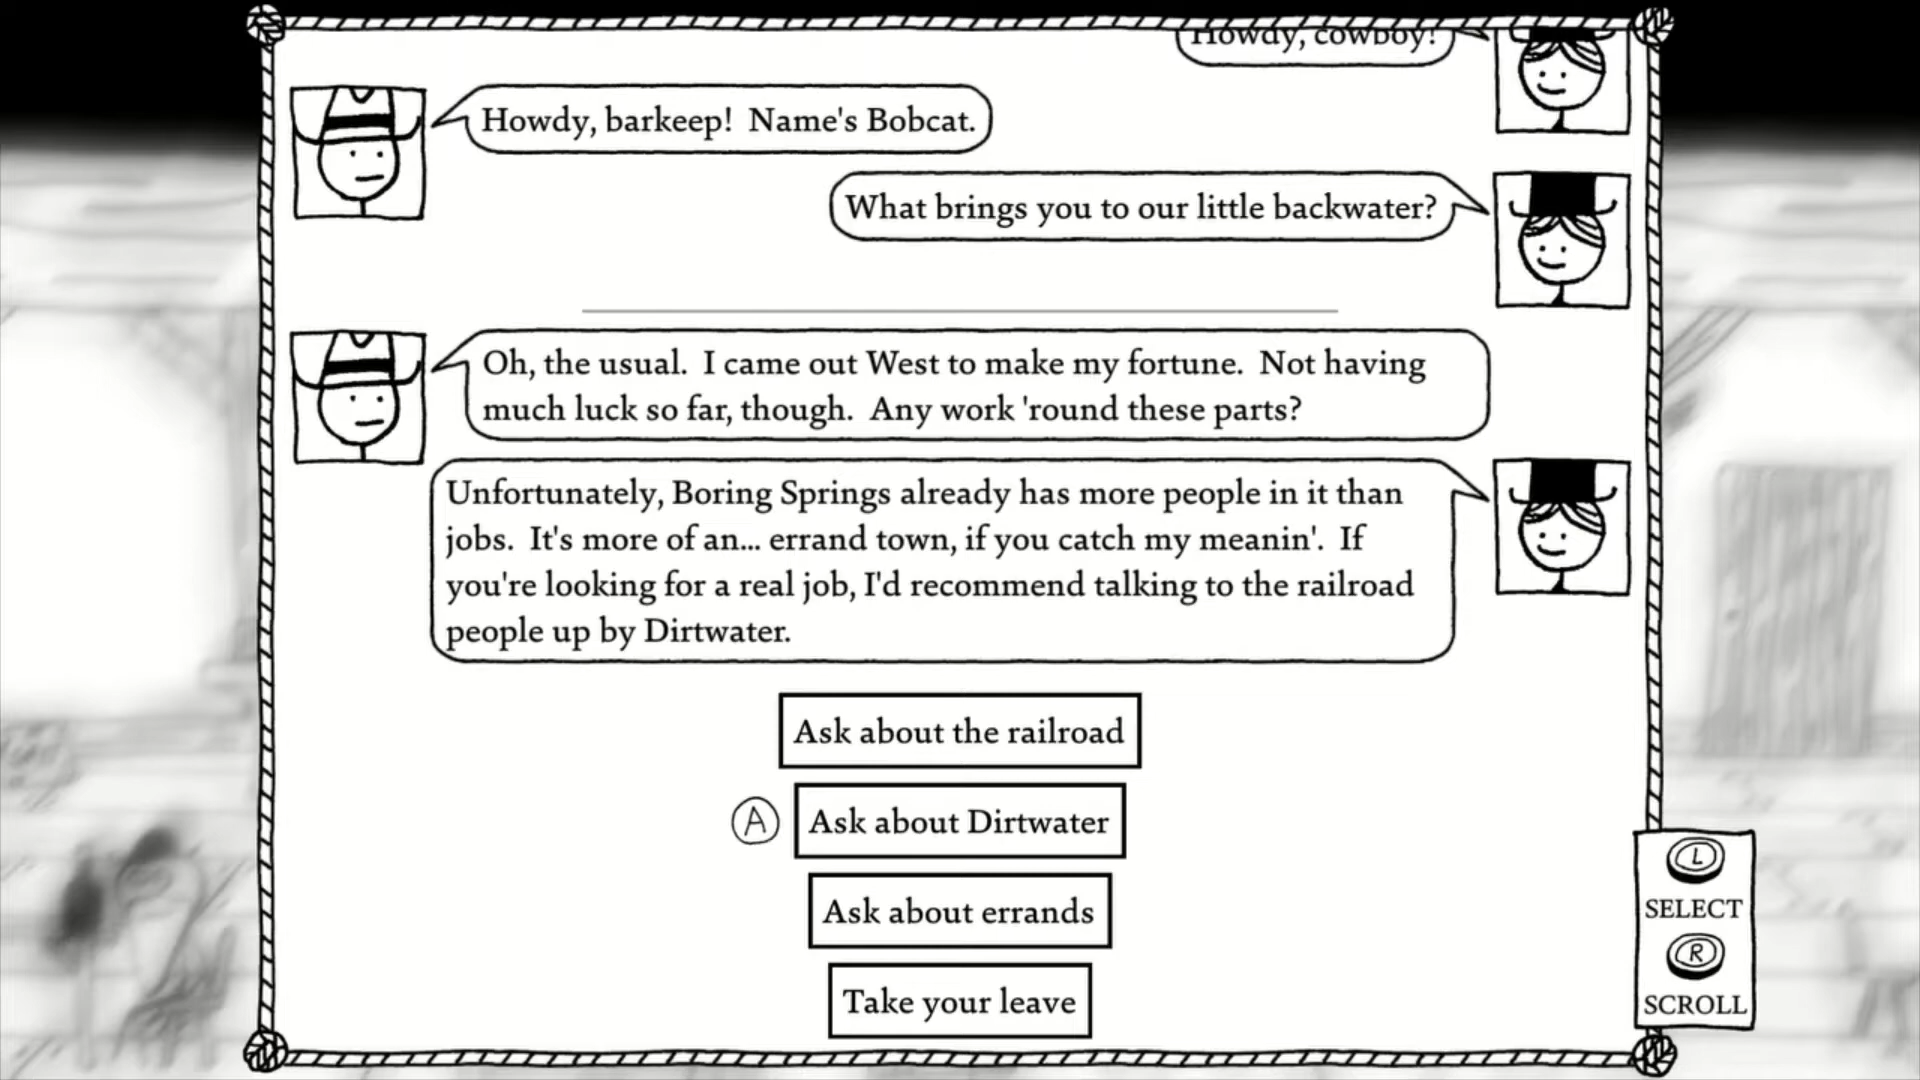 Howdy, cowboy!
Howdy, barkeep!  Name's Bobcat.
What brings you to our little backwater?
Oh, the usual.  I came out West to make my fortune.  Not having
much luck so far, though.  Any work 'round these parts?
Unfortunately, Boring Springs already has more people in it than
jobs.  It's more of an... errand town, if you catch my meanin'.  If
you're looking for a real job, I'd recommend talking to the railroad
people up by Dirtwater.
Ask about the railroad
A Ask about Dirtwater
Ask about errands
Take your leave
L
SELECT
R
SCROLL